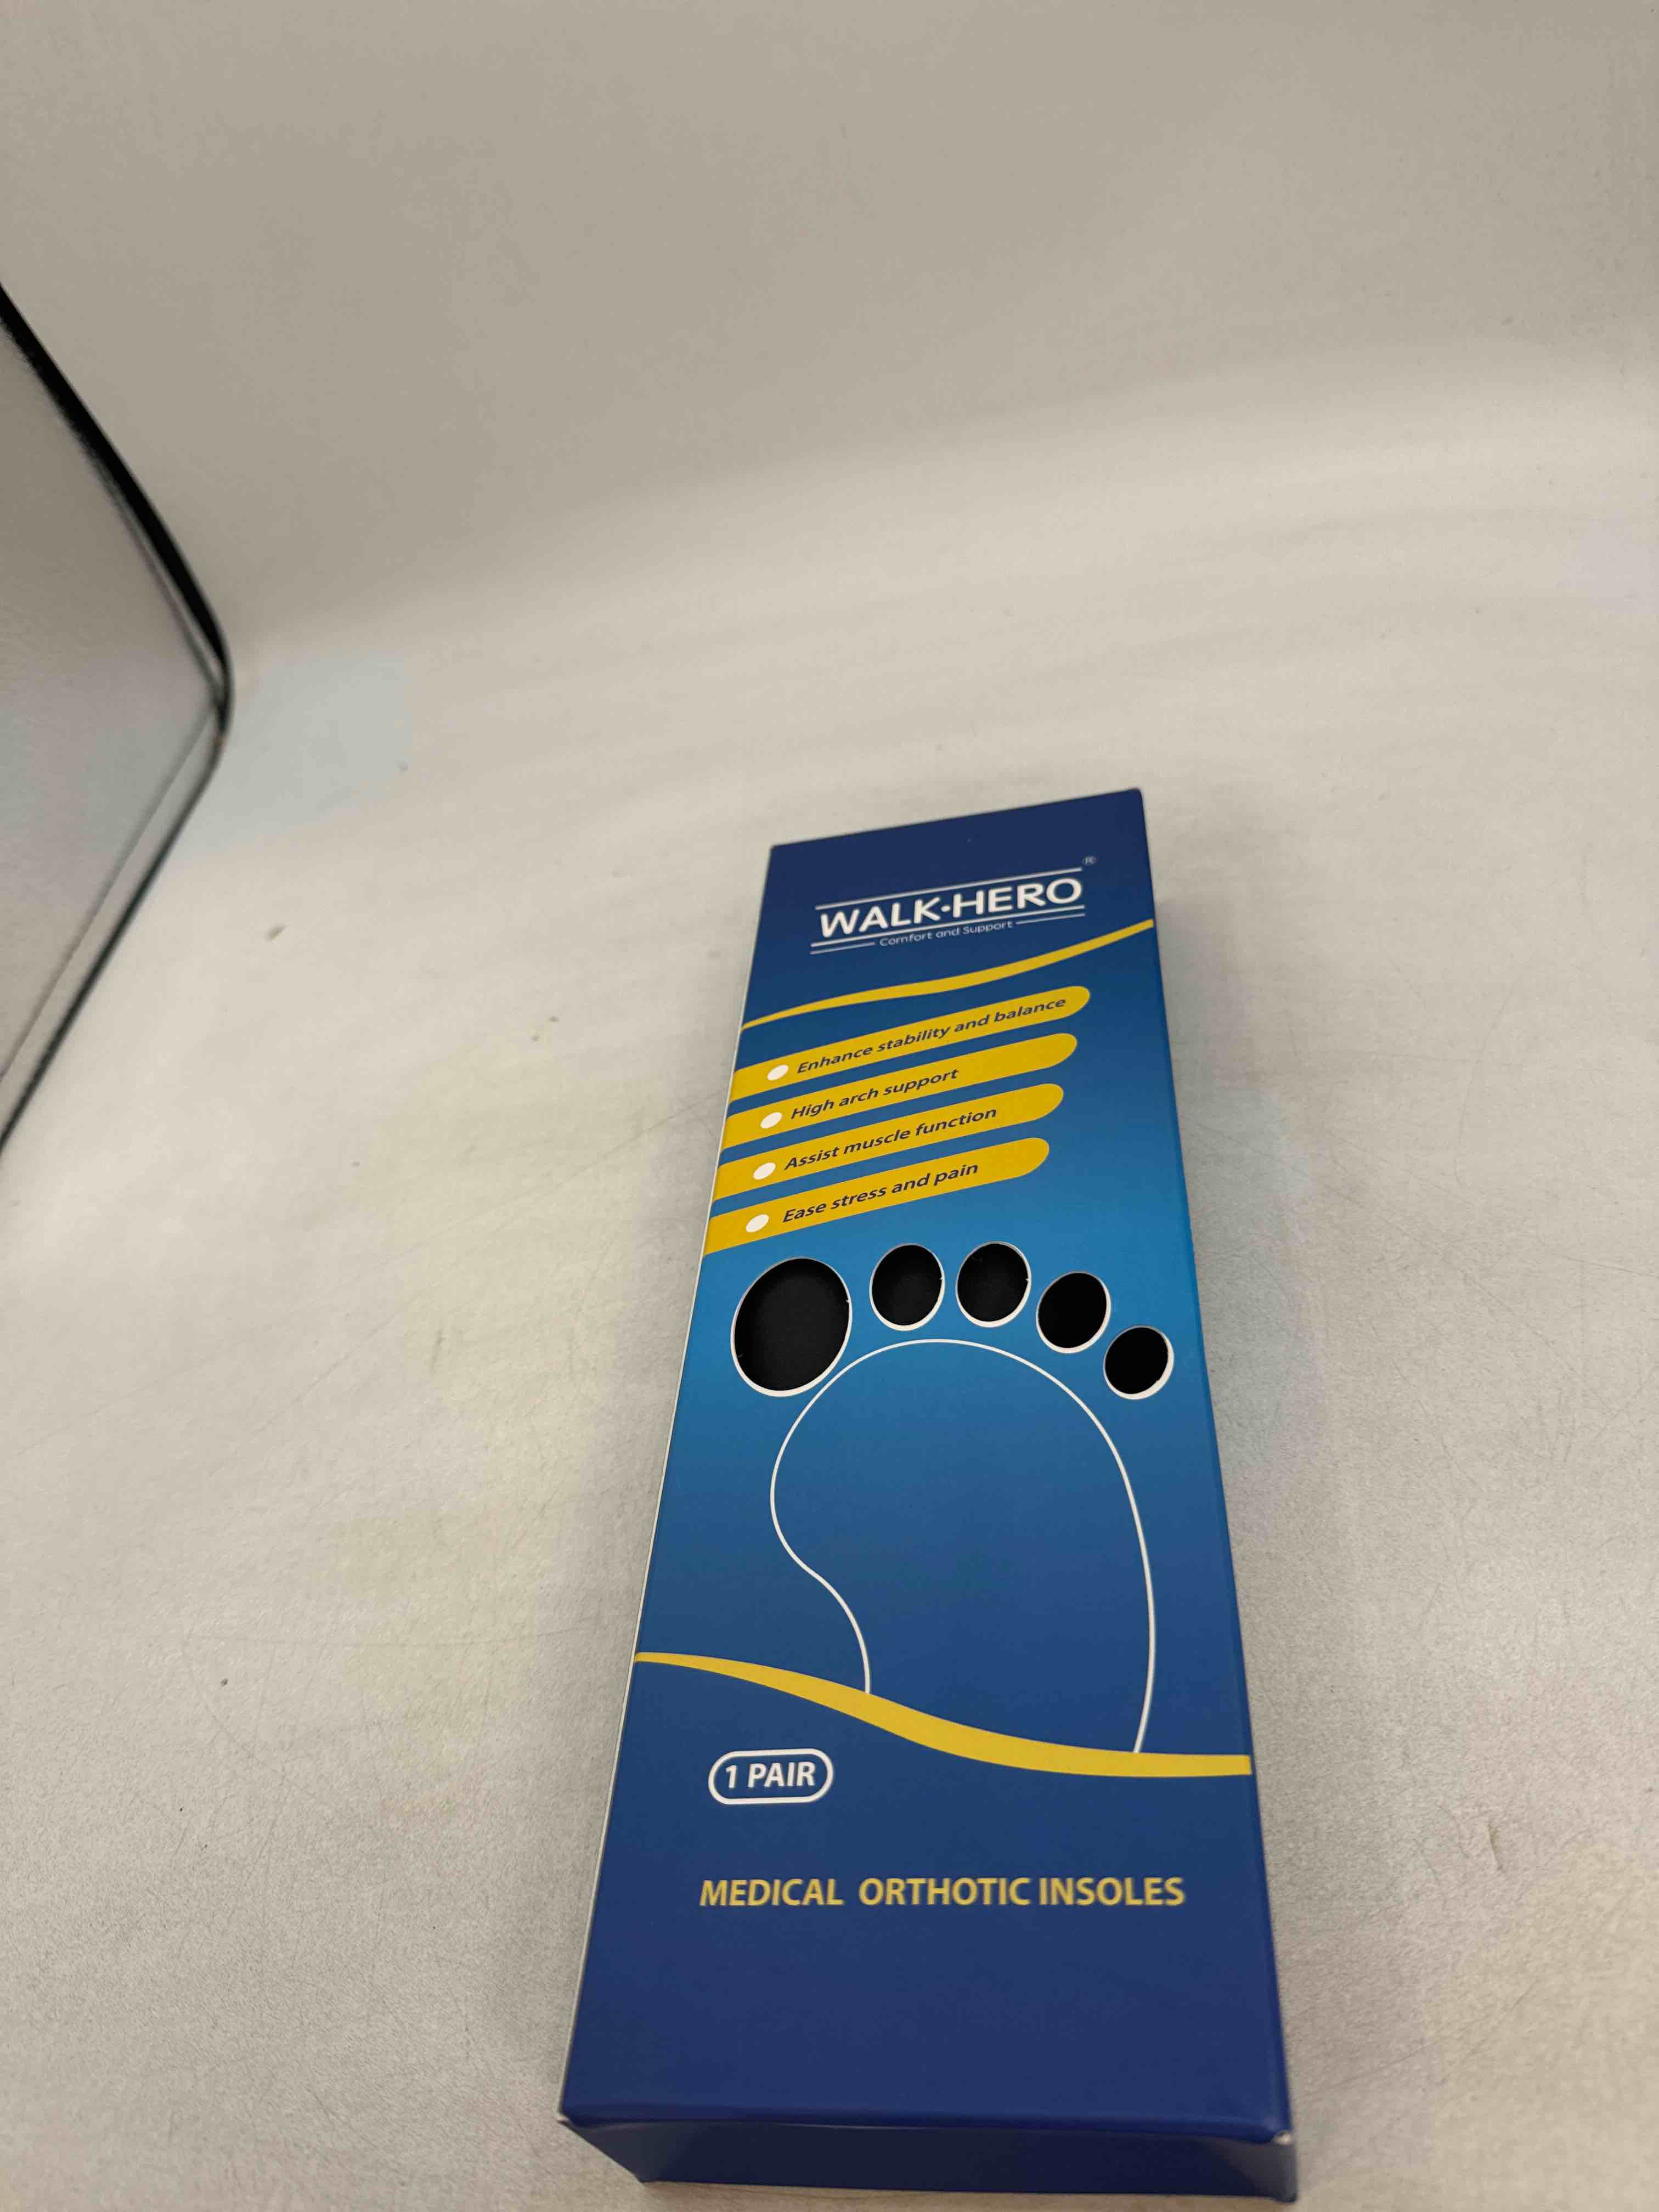 WALK·HERO®
Comfort and Support
Enhance stability and balance
High arch support
Assist muscle function
Ease stress and pain
1 PAIR
MEDICAL ORTHOTIC INSOLES